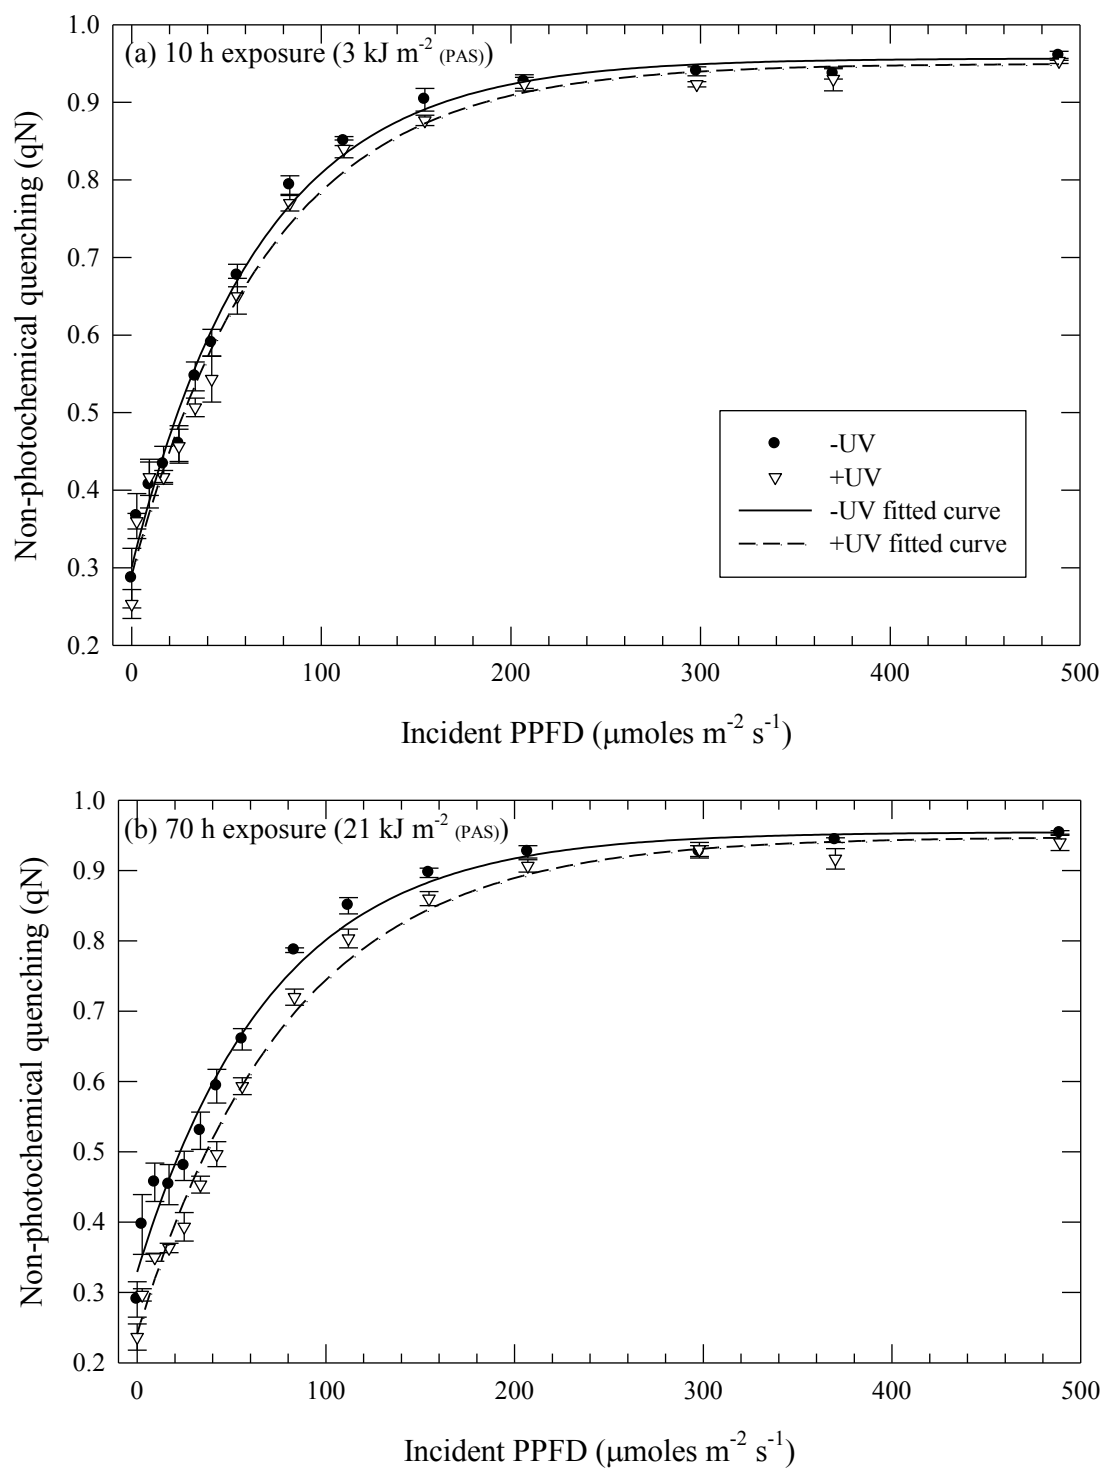 (a) 10 h exposure (3 kJ m-2 (PAS))
Non-photochemical quenching (qN)
1.0
0.9
0.8
0.7
0.6
0.5
0.4
0.3
0.2
-UV
+UV
-UV fitted curve
+UV fitted curve
0 100 200 300 400 500
Incident PPFD (μmoles m-2 s-1)
(b) 70 h exposure (21 kJ m-2 (PAS))
Non-photochemical quenching (qN)
1.0
0.9
0.8
0.7
0.6
0.5
0.4
0.3
0.2
0 100 200 300 400 500
Incident PPFD (μmoles m-2 s-1)